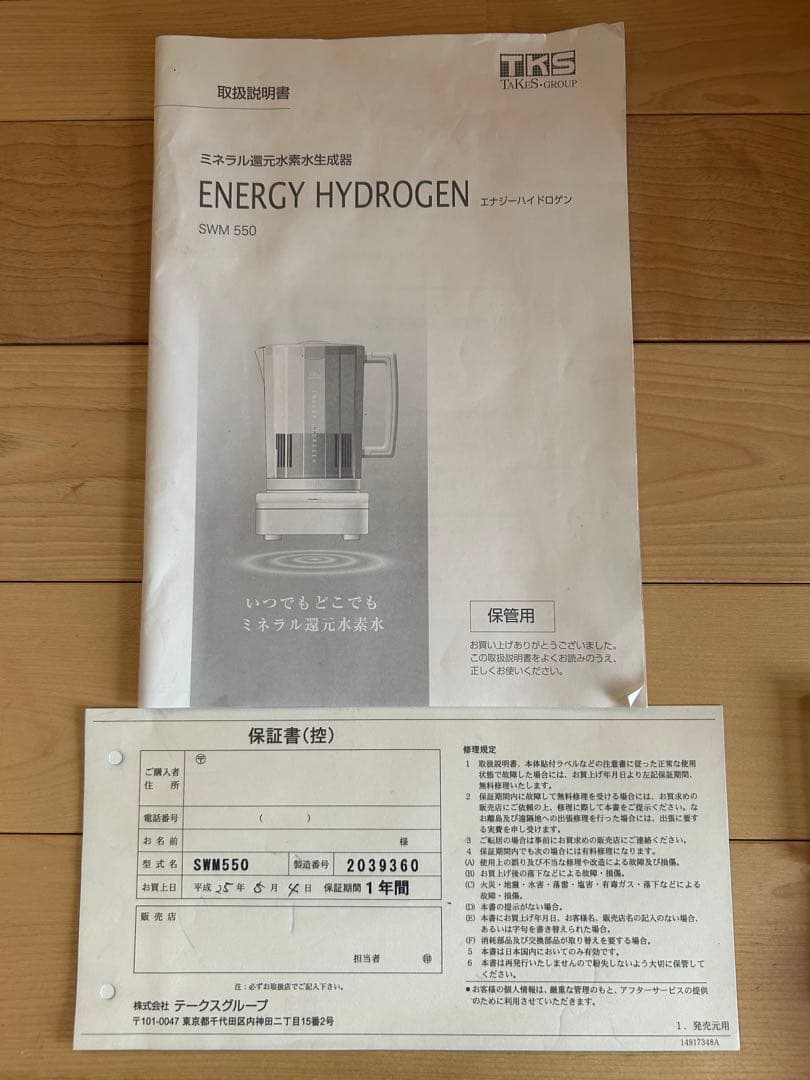 取扱説明書
TKS
TAKES・GROUP
ミネラル還元水素水生成器
ENERGY HYDROGEN エナジーハイドロゲン
SWM 550
いつでもどこでも
ミネラル還元水素水
保管用
お買い上げありがとうございました。
この取扱説明書をよくお読みのうえ、
正しくお使いください。
保証書(控)
ご購入者
住所
〒
電話番号 ( )
お名前 様
型式名 SWM550 製造番号 2039360
お買上日 平成 25年 5月 4日 保証期間 1年間
販売店
担当者 ㊞
注:必ずお取扱店でご記入下さい。
株式会社 テークスグループ
〒101-0047 東京都千代田区内神田二丁目15番2号
修理規定
1 取扱説明書、本体貼付ラベルなどの注意書に従った正常な使用
状態で故障した場合には、お買上げ年月日より左記保証期間、
無料修理いたします。
2 保証期間内に故障して無料修理を受ける場合には、お買求めの
販売店にご依頼の上、修理に際して本書をご提示ください。な
お離島及び遠隔地への出張修理を行った場合には、出張に要す
る実費を申し受けます。
3 ご転居の場合は事前にお買求めの販売店にご連絡ください。
4 保証期間内でも次の場合には有料修理になります。
(A) 使用上の誤り及び不当な修理や改造による故障及び損傷。
(B) お買上げ後の落下などによる故障・損傷。
(C) 火災・地震・水害・落雷・塩害・有毒ガス・落下などによる
故障・損傷。
(D) 本書の提示がない場合。
(E) 本書にお買上げ年月日、お客様名、販売店名の記入のない場合、
あるいは字句を書き替えられた場合。
(F) 消耗部品及び交換部品が取り替えを要する場合。
5 本書は日本国内においてのみ有効です。
6 本書は再発行いたしませんので紛失しないよう大切に保管して
ください。
●お客様の個人情報は、厳重な管理のもと、アフターサービスの提供
のために利用させていただきます。
1. 発売元用
14917348A